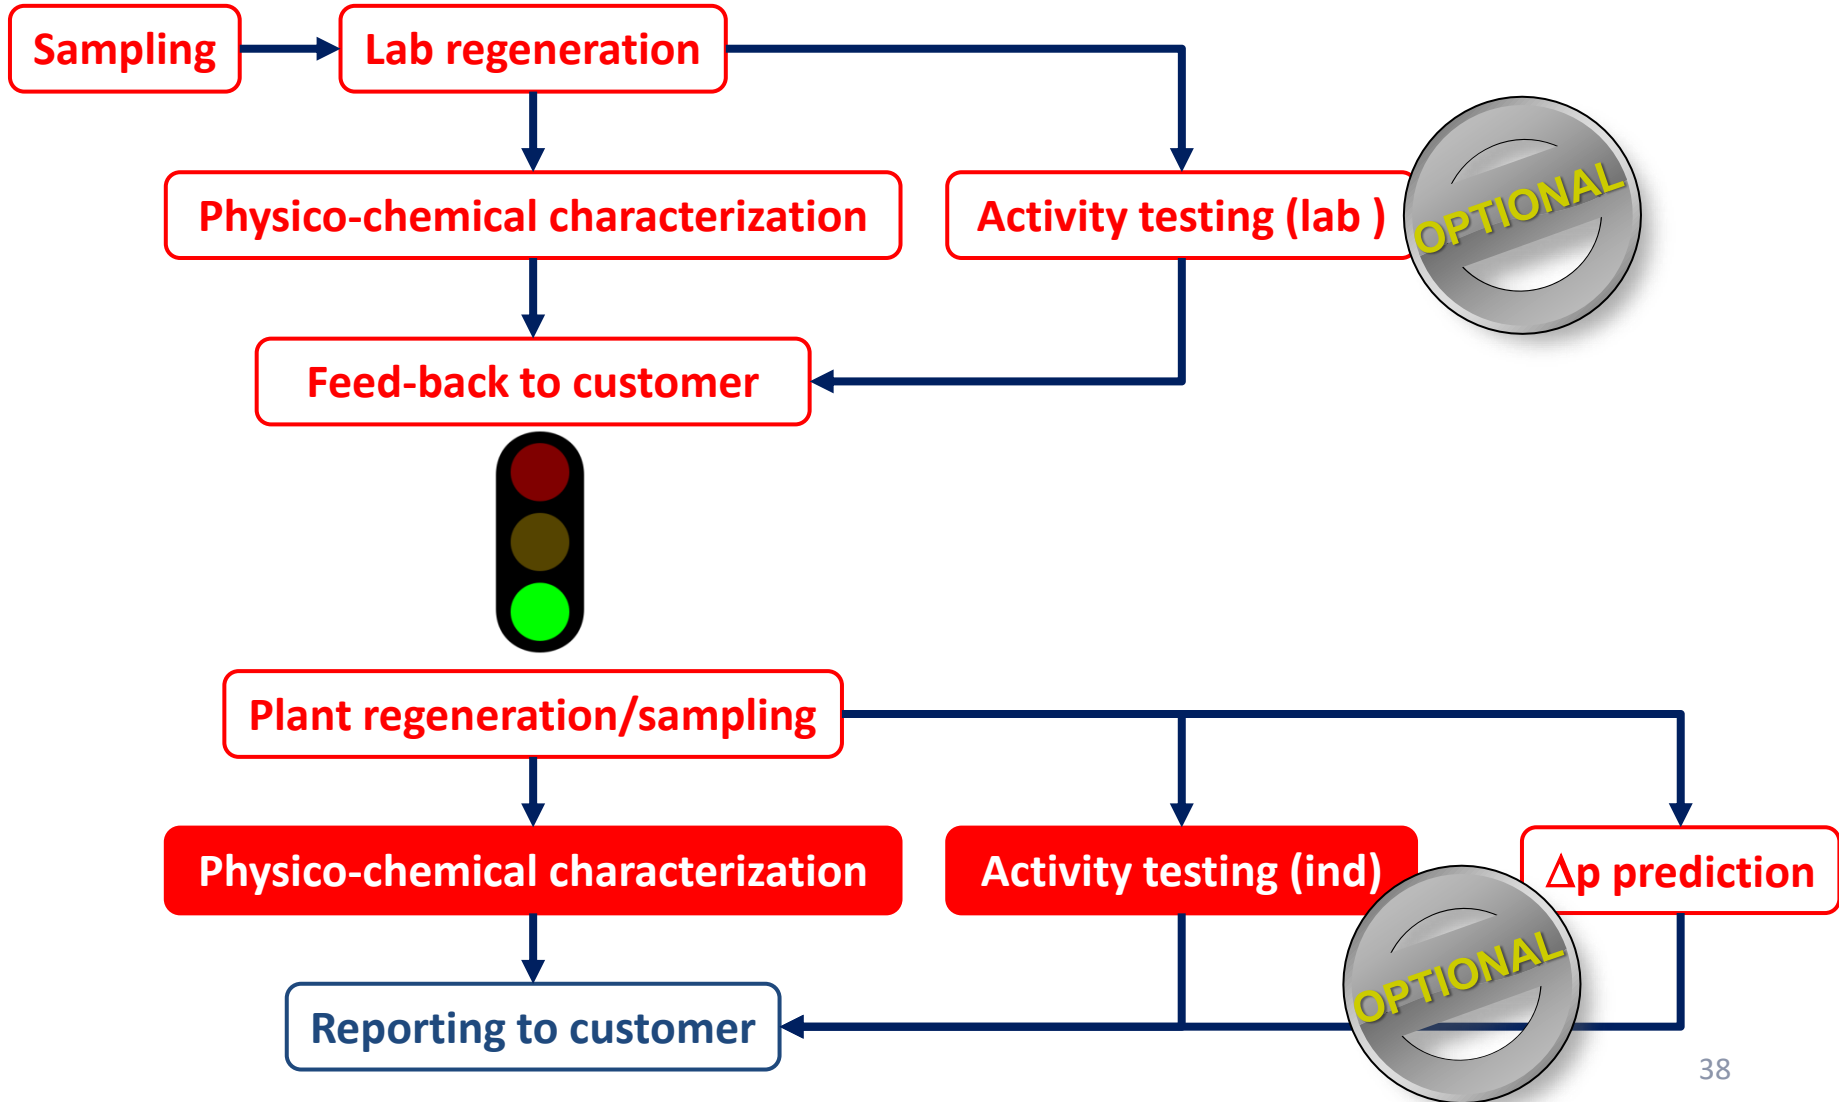 Sampling
Lab regeneration
Physico-chemical characterization
Activity testing (lab )
OPTIONAL
Feed-back to customer
Plant regeneration/sampling
Physico-chemical characterization
Activity testing (ind)
Δp prediction
OPTIONAL
Reporting to customer
38